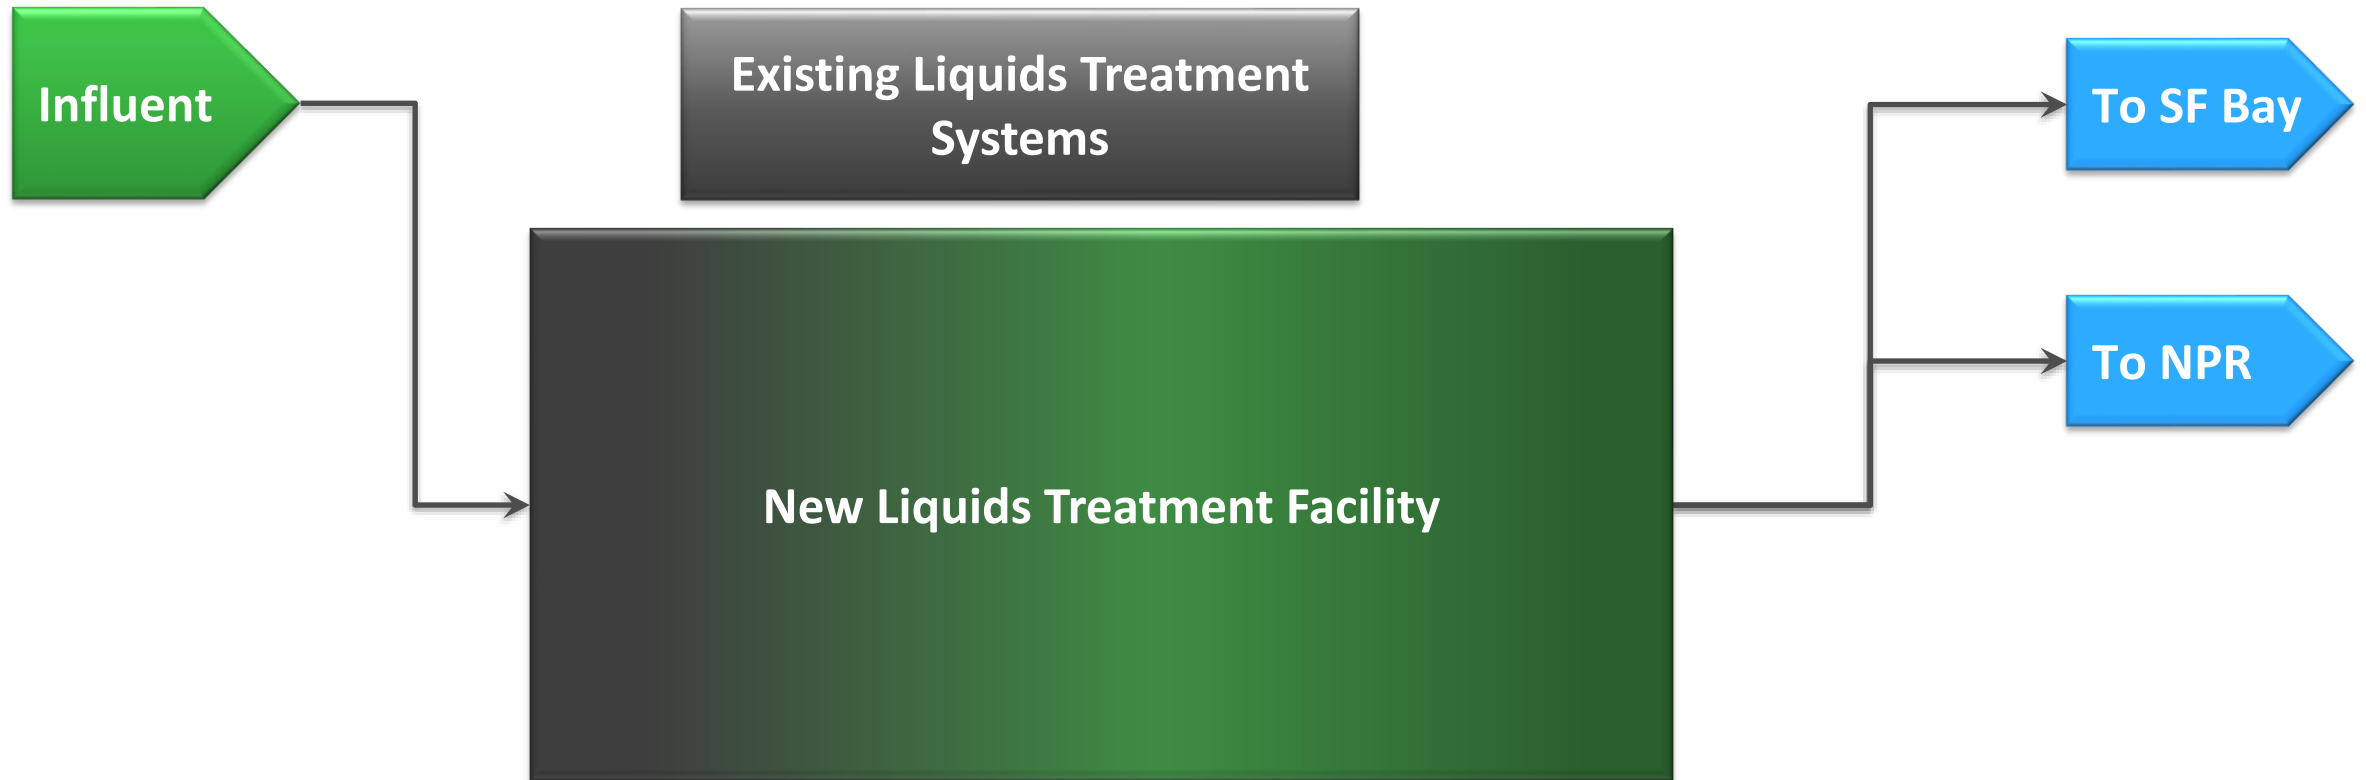 Influent
Existing Liquids Treatment
Systems
To SF Bay
To NPR
New Liquids Treatment Facility